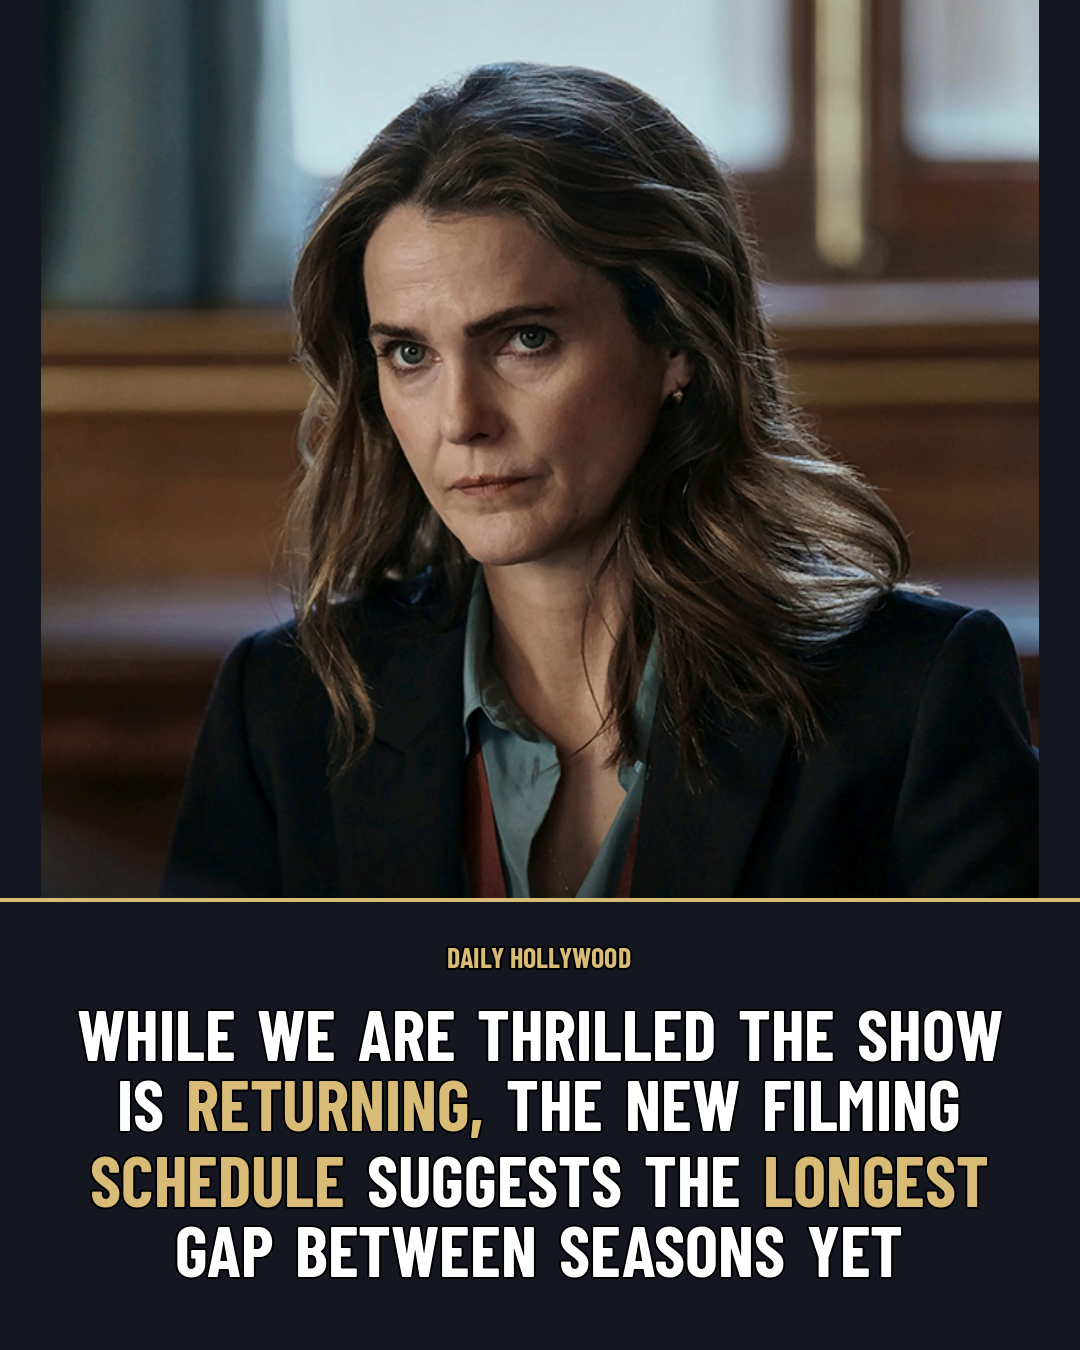 DAILY HOLLYWOOD
WHILE WE ARE THRILLED THE SHOW
IS RETURNING, THE NEW FILMING
SCHEDULE SUGGESTS THE LONGEST
GAP BETWEEN SEASONS YET